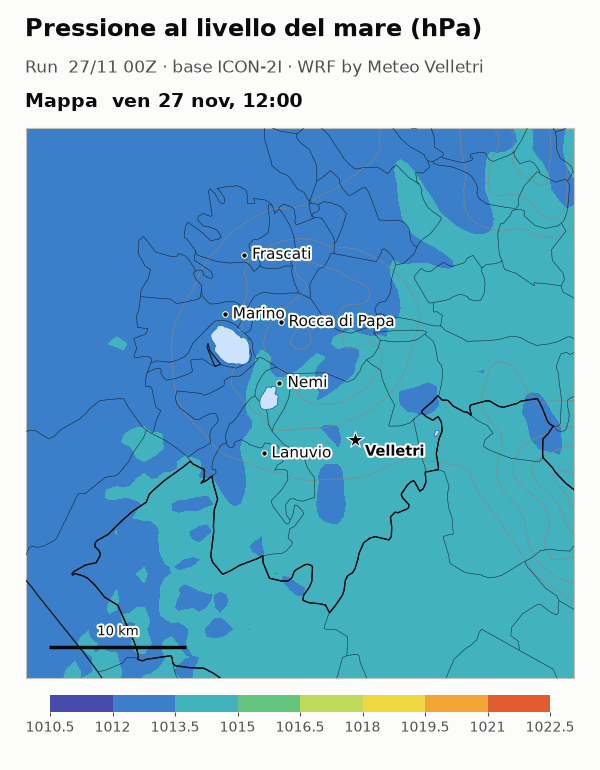 Pressione al livello del mare (hPa)
Run  27/11 00Z · base ICON-2I · WRF by Meteo Velletri
Mappa  ven 27 nov, 12:00
Frascati
Marino
Rocca di Papa
Nemi
Velletri
Lanuvio
10 km
1010.5 1012 1013.5 1015 1016.5 1018 1019.5 1021 1022.5